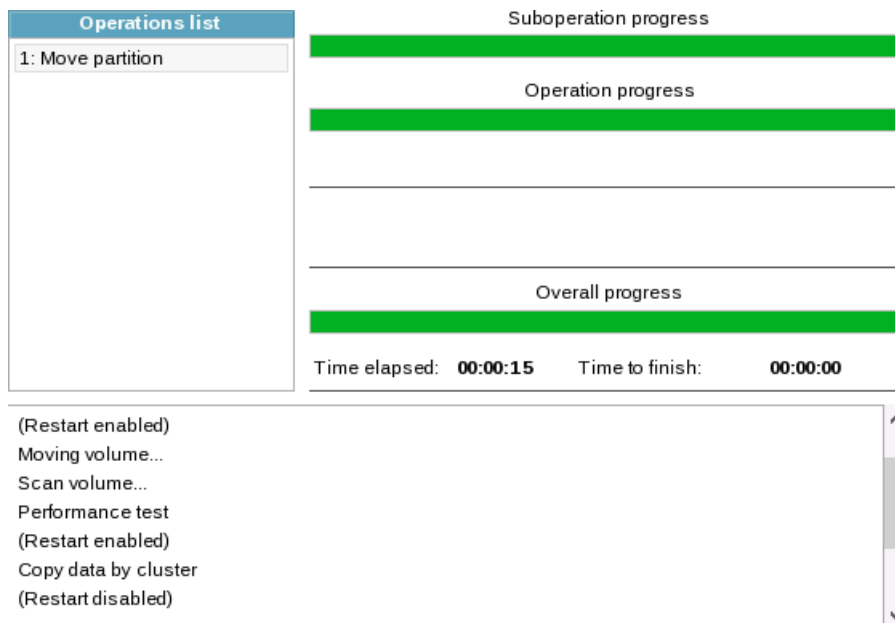 Operations list
1: Move partition
Suboperation progress
Operation progress
Overall progress
Time elapsed: 00:00:15 Time to finish: 00:00:00
(Restart enabled)
Moving volume...
Scan volume...
Performance test
(Restart enabled)
Copy data by cluster
(Restart disabled)